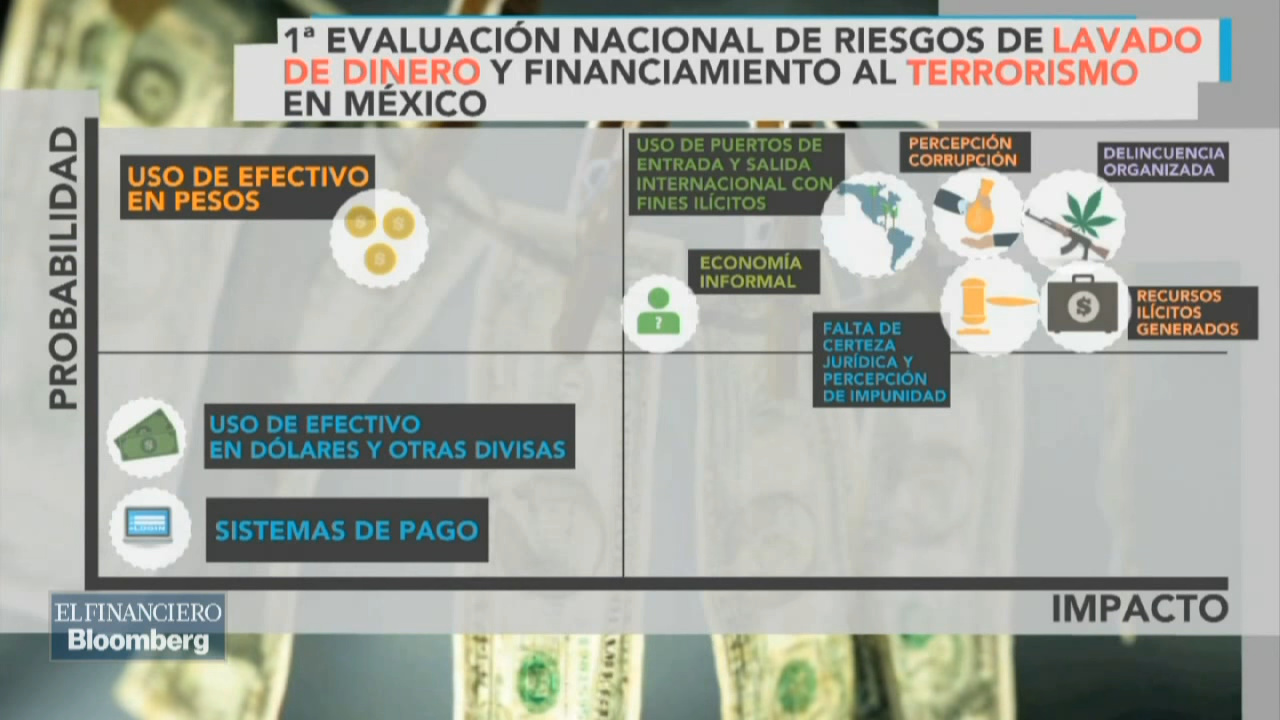 1ª EVALUACIÓN NACIONAL DE RIESGOS DE LAVADO
DE DINERO Y FINANCIAMIENTO AL TERRORISMO
EN MÉXICO
PROBABILIDAD
USO DE EFECTIVO
EN PESOS
USO DE PUERTOS DE
ENTRADA Y SALIDA
INTERNACIONAL CON
FINES ILÍCITOS
PERCEPCIÓN
CORRUPCIÓN
DELINCUENCIA
ORGANIZADA
ECONOMÍA
INFORMAL
RECURSOS
ILÍCITOS
GENERADOS
FALTA DE
CERTEZA
JURÍDICA Y
PERCEPCIÓN
DE IMPUNIDAD
USO DE EFECTIVO
EN DÓLARES Y OTRAS DIVISAS
LOGIN
SISTEMAS DE PAGO
IMPACTO
EL FINANCIERO
Bloomberg